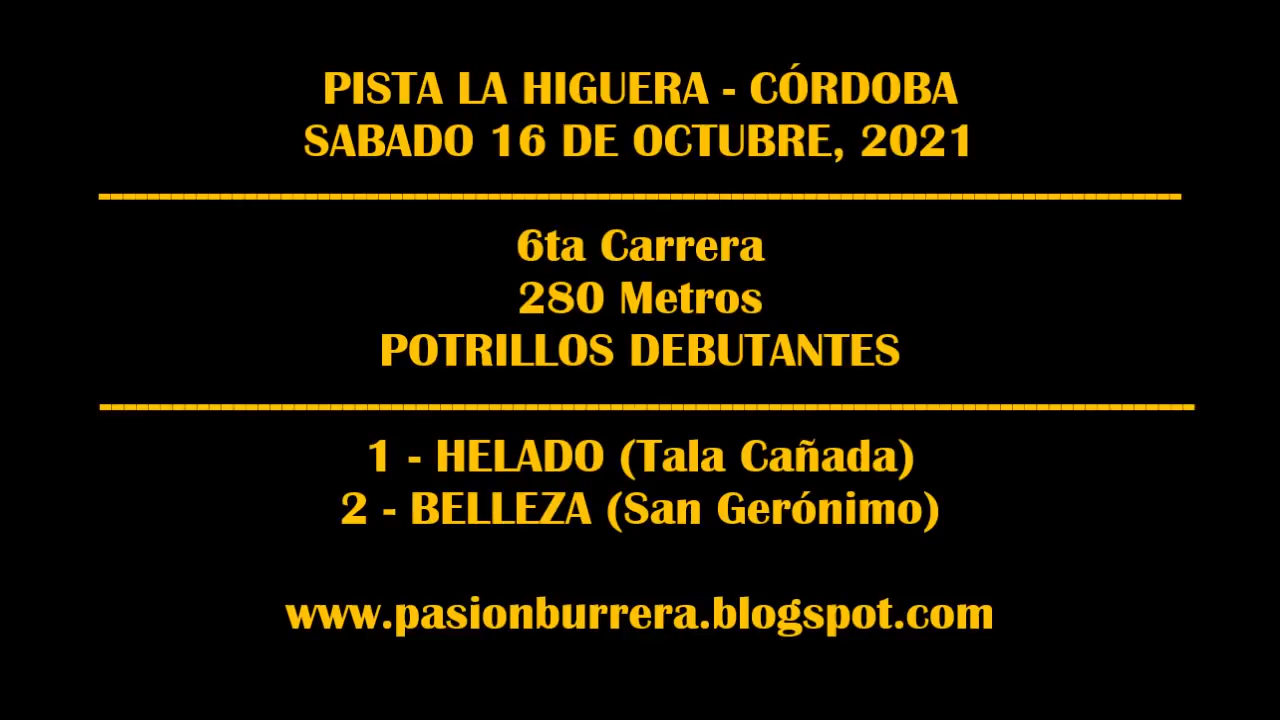 PISTA LA HIGUERA - CÓRDOBA
SABADO 16 DE OCTUBRE, 2021
6ta Carrera
280 Metros
POTRILLOS DEBUTANTES
1 - HELADO (Tala Cañada)
2 - BELLEZA (San Gerónimo)
www.pasionburrera.blogspot.com